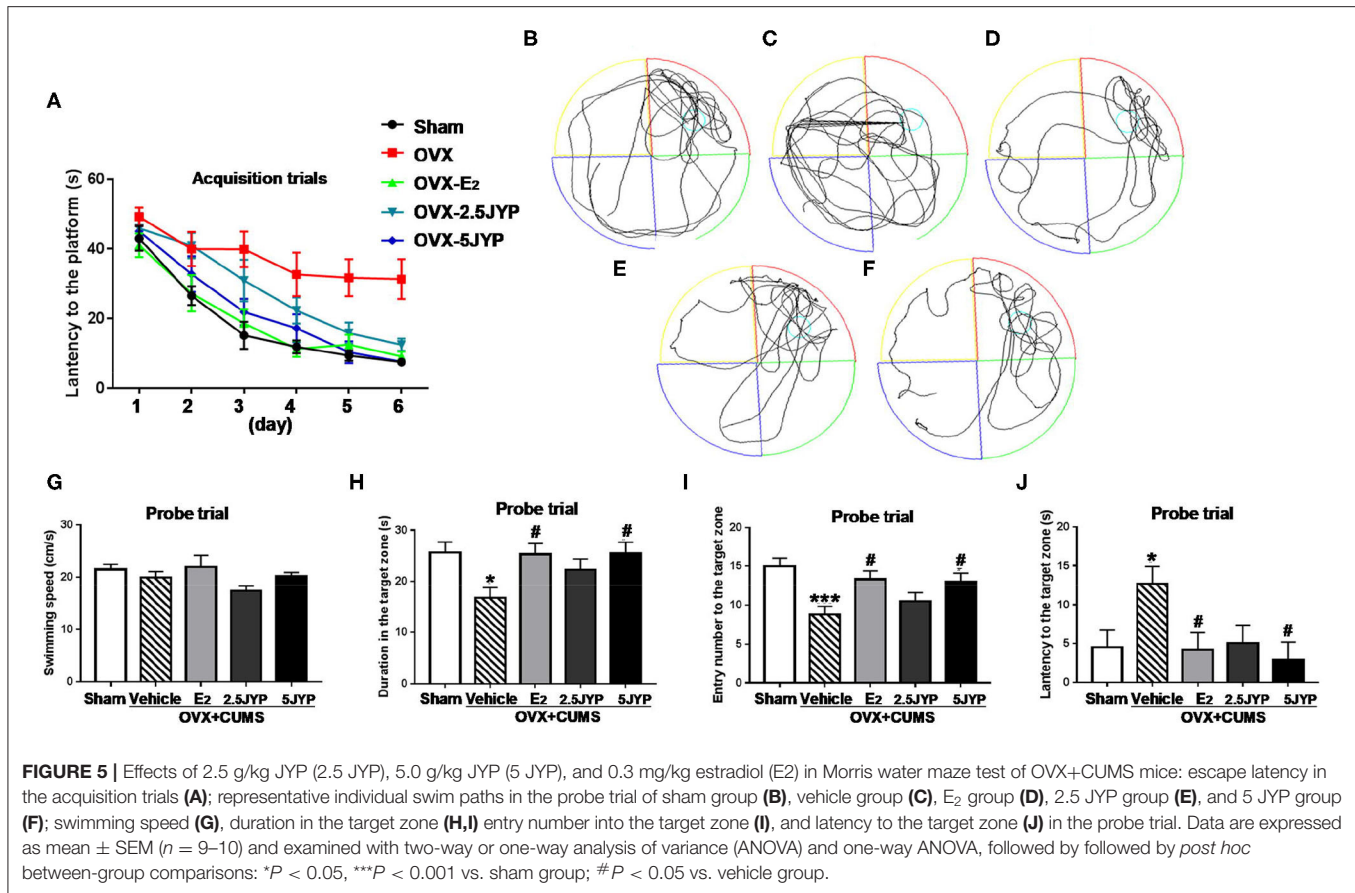 B
C
D
A
Sham
OVX
OVX-E2
OVX-2.5JYP
OVX-5JYP
Acquisition trials
Lantency to the platform (s)
60
40
20
0
1 2 3 4 5 6
(day)
E
F
G
Probe trial
Swimming speed (cm/s)
30
20
10
0
Sham Vehicle E2 2.5JYP 5JYP
OVX+CUMS
H
Probe trial
Duration in the target zone (s)
30
20
10
0
* # #
Sham Vehicle E2 2.5JYP 5JYP
OVX+CUMS
I
Probe trial
Entry number to the target zone
20
15
10
5
0
*** # #
Sham Vehicle E2 2.5JYP 5JYP
OVX+CUMS
J
Probe trial
Lantency to the target zone (s)
20
15
10
5
0
* # #
Sham Vehicle E2 2.5JYP 5JYP
OVX+CUMS
FIGURE 5 | Effects of 2.5 g/kg JYP (2.5 JYP), 5.0 g/kg JYP (5 JYP), and 0.3 mg/kg estradiol (E2) in Morris water maze test of OVX+CUMS mice: escape latency in
the acquisition trials (A); representative individual swim paths in the probe trial of sham group (B), vehicle group (C), E2 group (D), 2.5 JYP group (E), and 5 JYP group
(F); swimming speed (G), duration in the target zone (H,I) entry number into the target zone (I), and latency to the target zone (J) in the probe trial. Data are expressed
as mean ± SEM (n = 9–10) and examined with two-way or one-way analysis of variance (ANOVA) and one-way ANOVA, followed by followed by post hoc
between-group comparisons: *P < 0.05, ***P < 0.001 vs. sham group; #P < 0.05 vs. vehicle group.